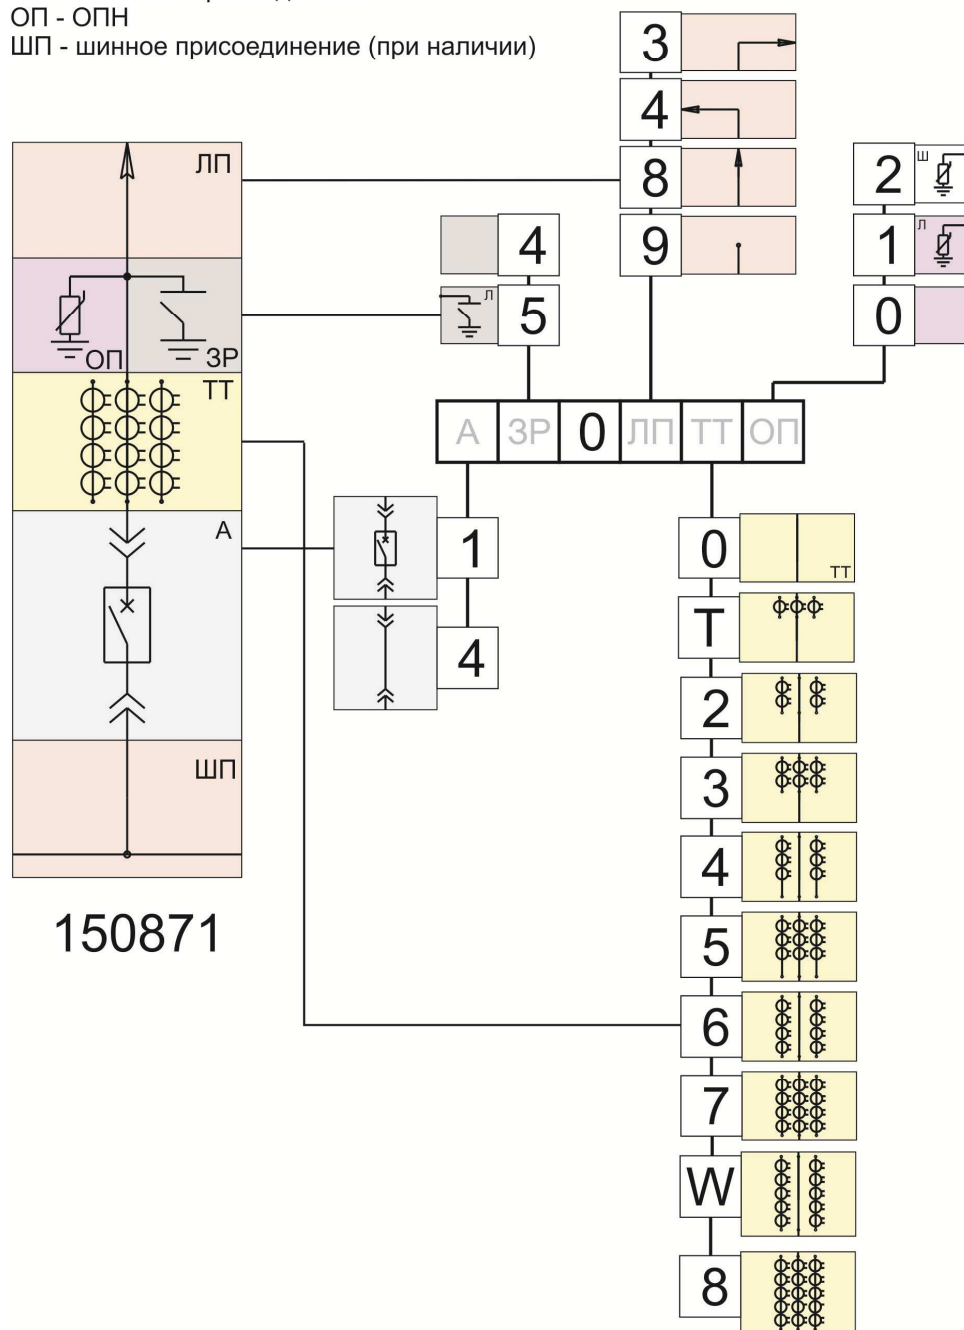 ОП - ОПН
ШП - шинное присоединение (при наличии)
3
4
8
9
2
Ш
1
Л
0
4
5
Л
ЛП
ОП
ЗР
ТТ
А
ШП
150871
А ЗР 0 ЛП ТТ ОП
1
4
0
ТТ
T
2
3
4
5
6
7
W
8